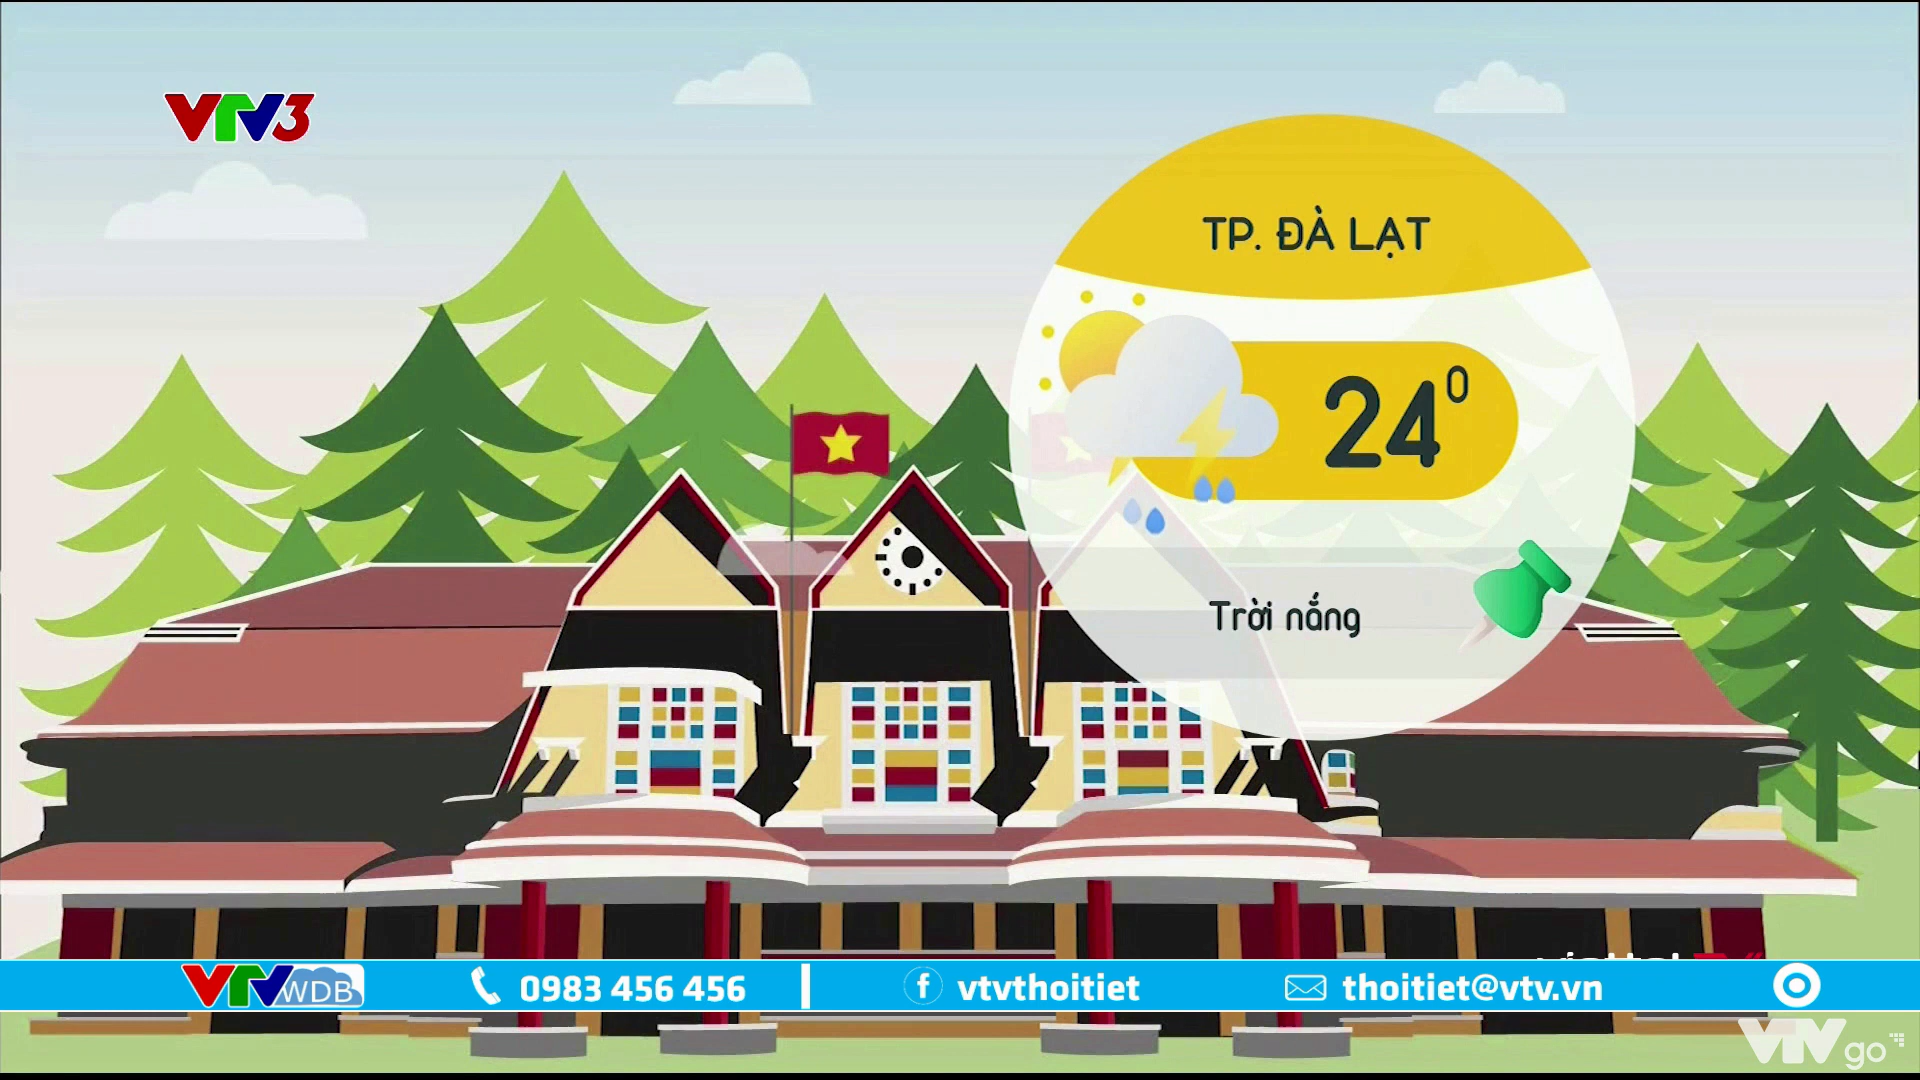 VTV3
TP. ĐÀ LẠT
24⁰
Trời nắng
VTV WDB
0983 456 456
vtvthoitiet
thoitiet@vtv.vn
VTV go